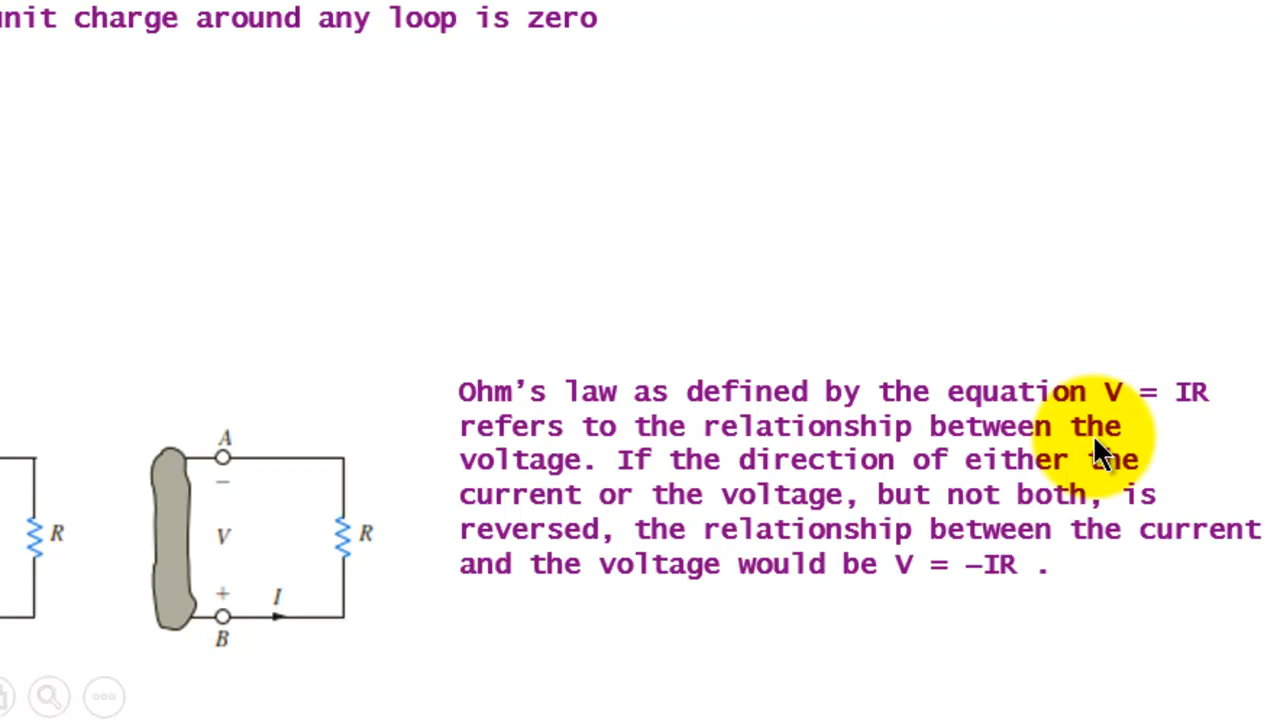 unit charge around any loop is zero
Ohm's law as defined by the equation V = IR
refers to the relationship between the
voltage. If the direction of either the
current or the voltage, but not both, is
reversed, the relationship between the current
and the voltage would be V = –IR .
R
A
–
V
R
+
I
B